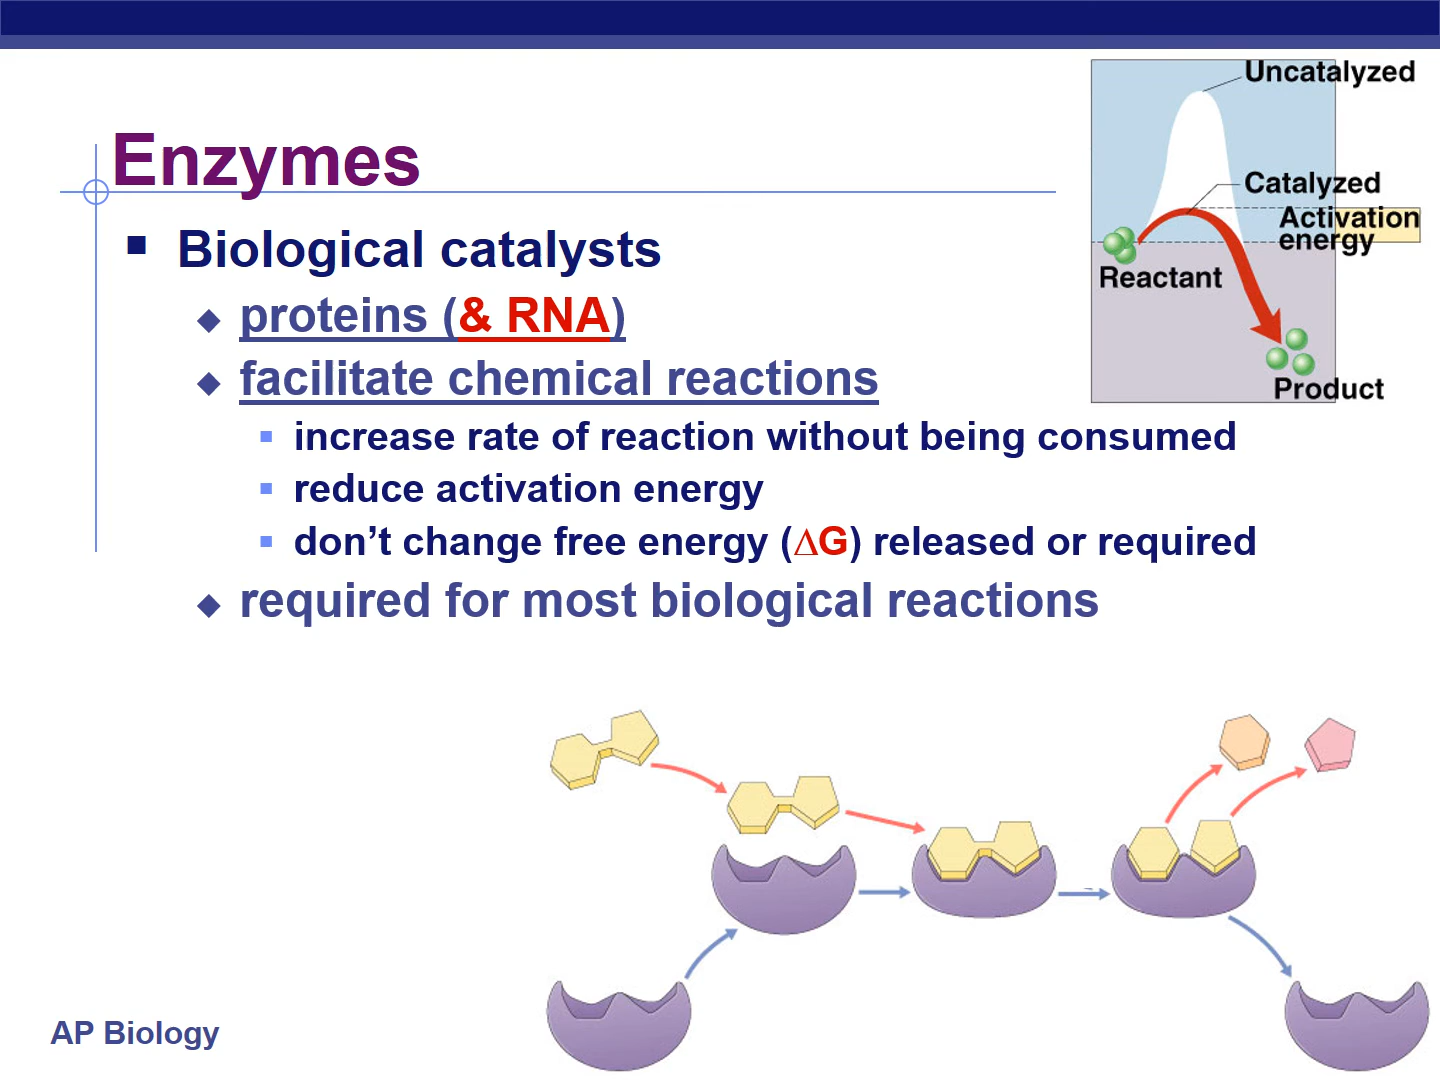 Enzymes
Biological catalysts
proteins (& RNA)
facilitate chemical reactions
increase rate of reaction without being consumed
reduce activation energy
don’t change free energy (∆G) released or required
required for most biological reactions
Uncatalyzed
Catalyzed
Activation
energy
Reactant
Product
AP Biology